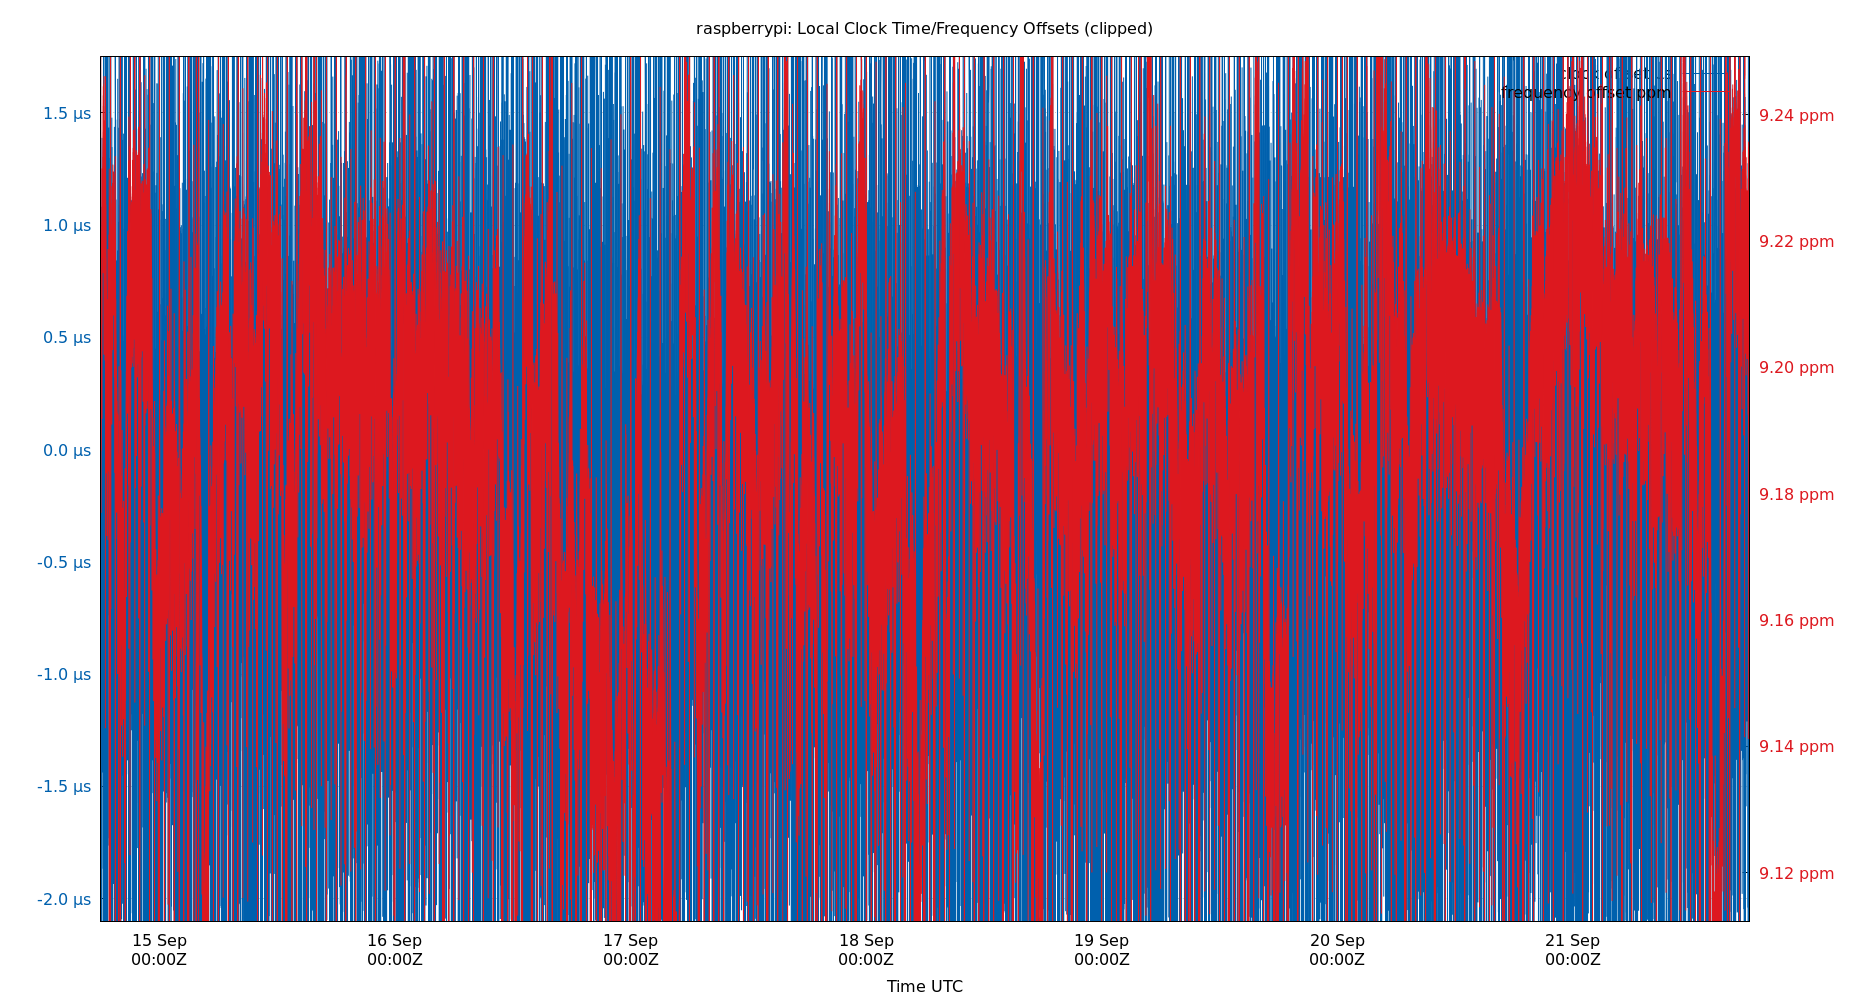 raspberrypi: Local Clock Time/Frequency Offsets (clipped)
clock offset
frequency offset ppm
1.5 µs
1.0 µs
0.5 µs
0.0 µs
-0.5 µs
-1.0 µs
-1.5 µs
-2.0 µs
9.24 ppm
9.22 ppm
9.20 ppm
9.18 ppm
9.16 ppm
9.14 ppm
9.12 ppm
15 Sep 16 Sep 17 Sep 18 Sep 19 Sep 20 Sep 21 Sep
00:00Z 00:00Z 00:00Z 00:00Z 00:00Z 00:00Z 00:00Z
Time UTC